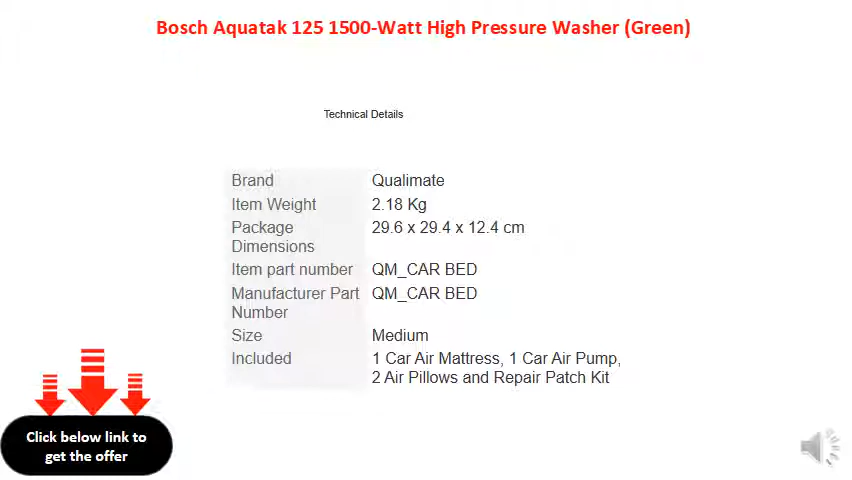 Bosch Aquatak 125 1500-Watt High Pressure Washer (Green)
Technical Details
Brand Qualimate
Item Weight 2.18 Kg
Package 29.6 x 29.4 x 12.4 cm
Dimensions
Item part number QM_CAR BED
Manufacturer Part QM_CAR BED
Number
Size Medium
Included 1 Car Air Mattress, 1 Car Air Pump,
2 Air Pillows and Repair Patch Kit
Click below link to
get the offer